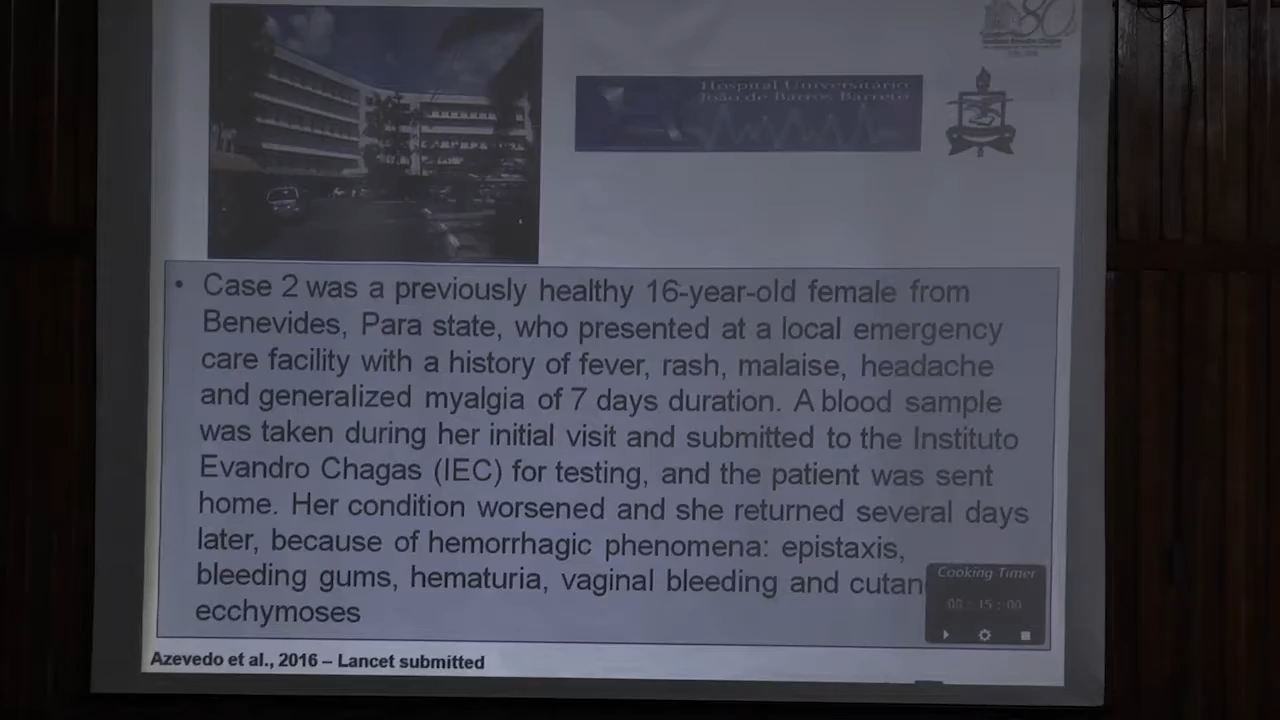 Hospital Universitário
João de Barros Barreto
• Case 2 was a previously healthy 16-year-old female from
Benevides, Para state, who presented at a local emergency
care facility with a history of fever, rash, malaise, headache
and generalized myalgia of 7 days duration. A blood sample
was taken during her initial visit and submitted to the Instituto
Evandro Chagas (IEC) for testing, and the patient was sent
home. Her condition worsened and she returned several days
later, because of hemorrhagic phenomena: epistaxis,
bleeding gums, hematuria, vaginal bleeding and cutan
ecchymoses
Cooking Timer
00 : 15 : 00
Azevedo et al., 2016 – Lancet submitted